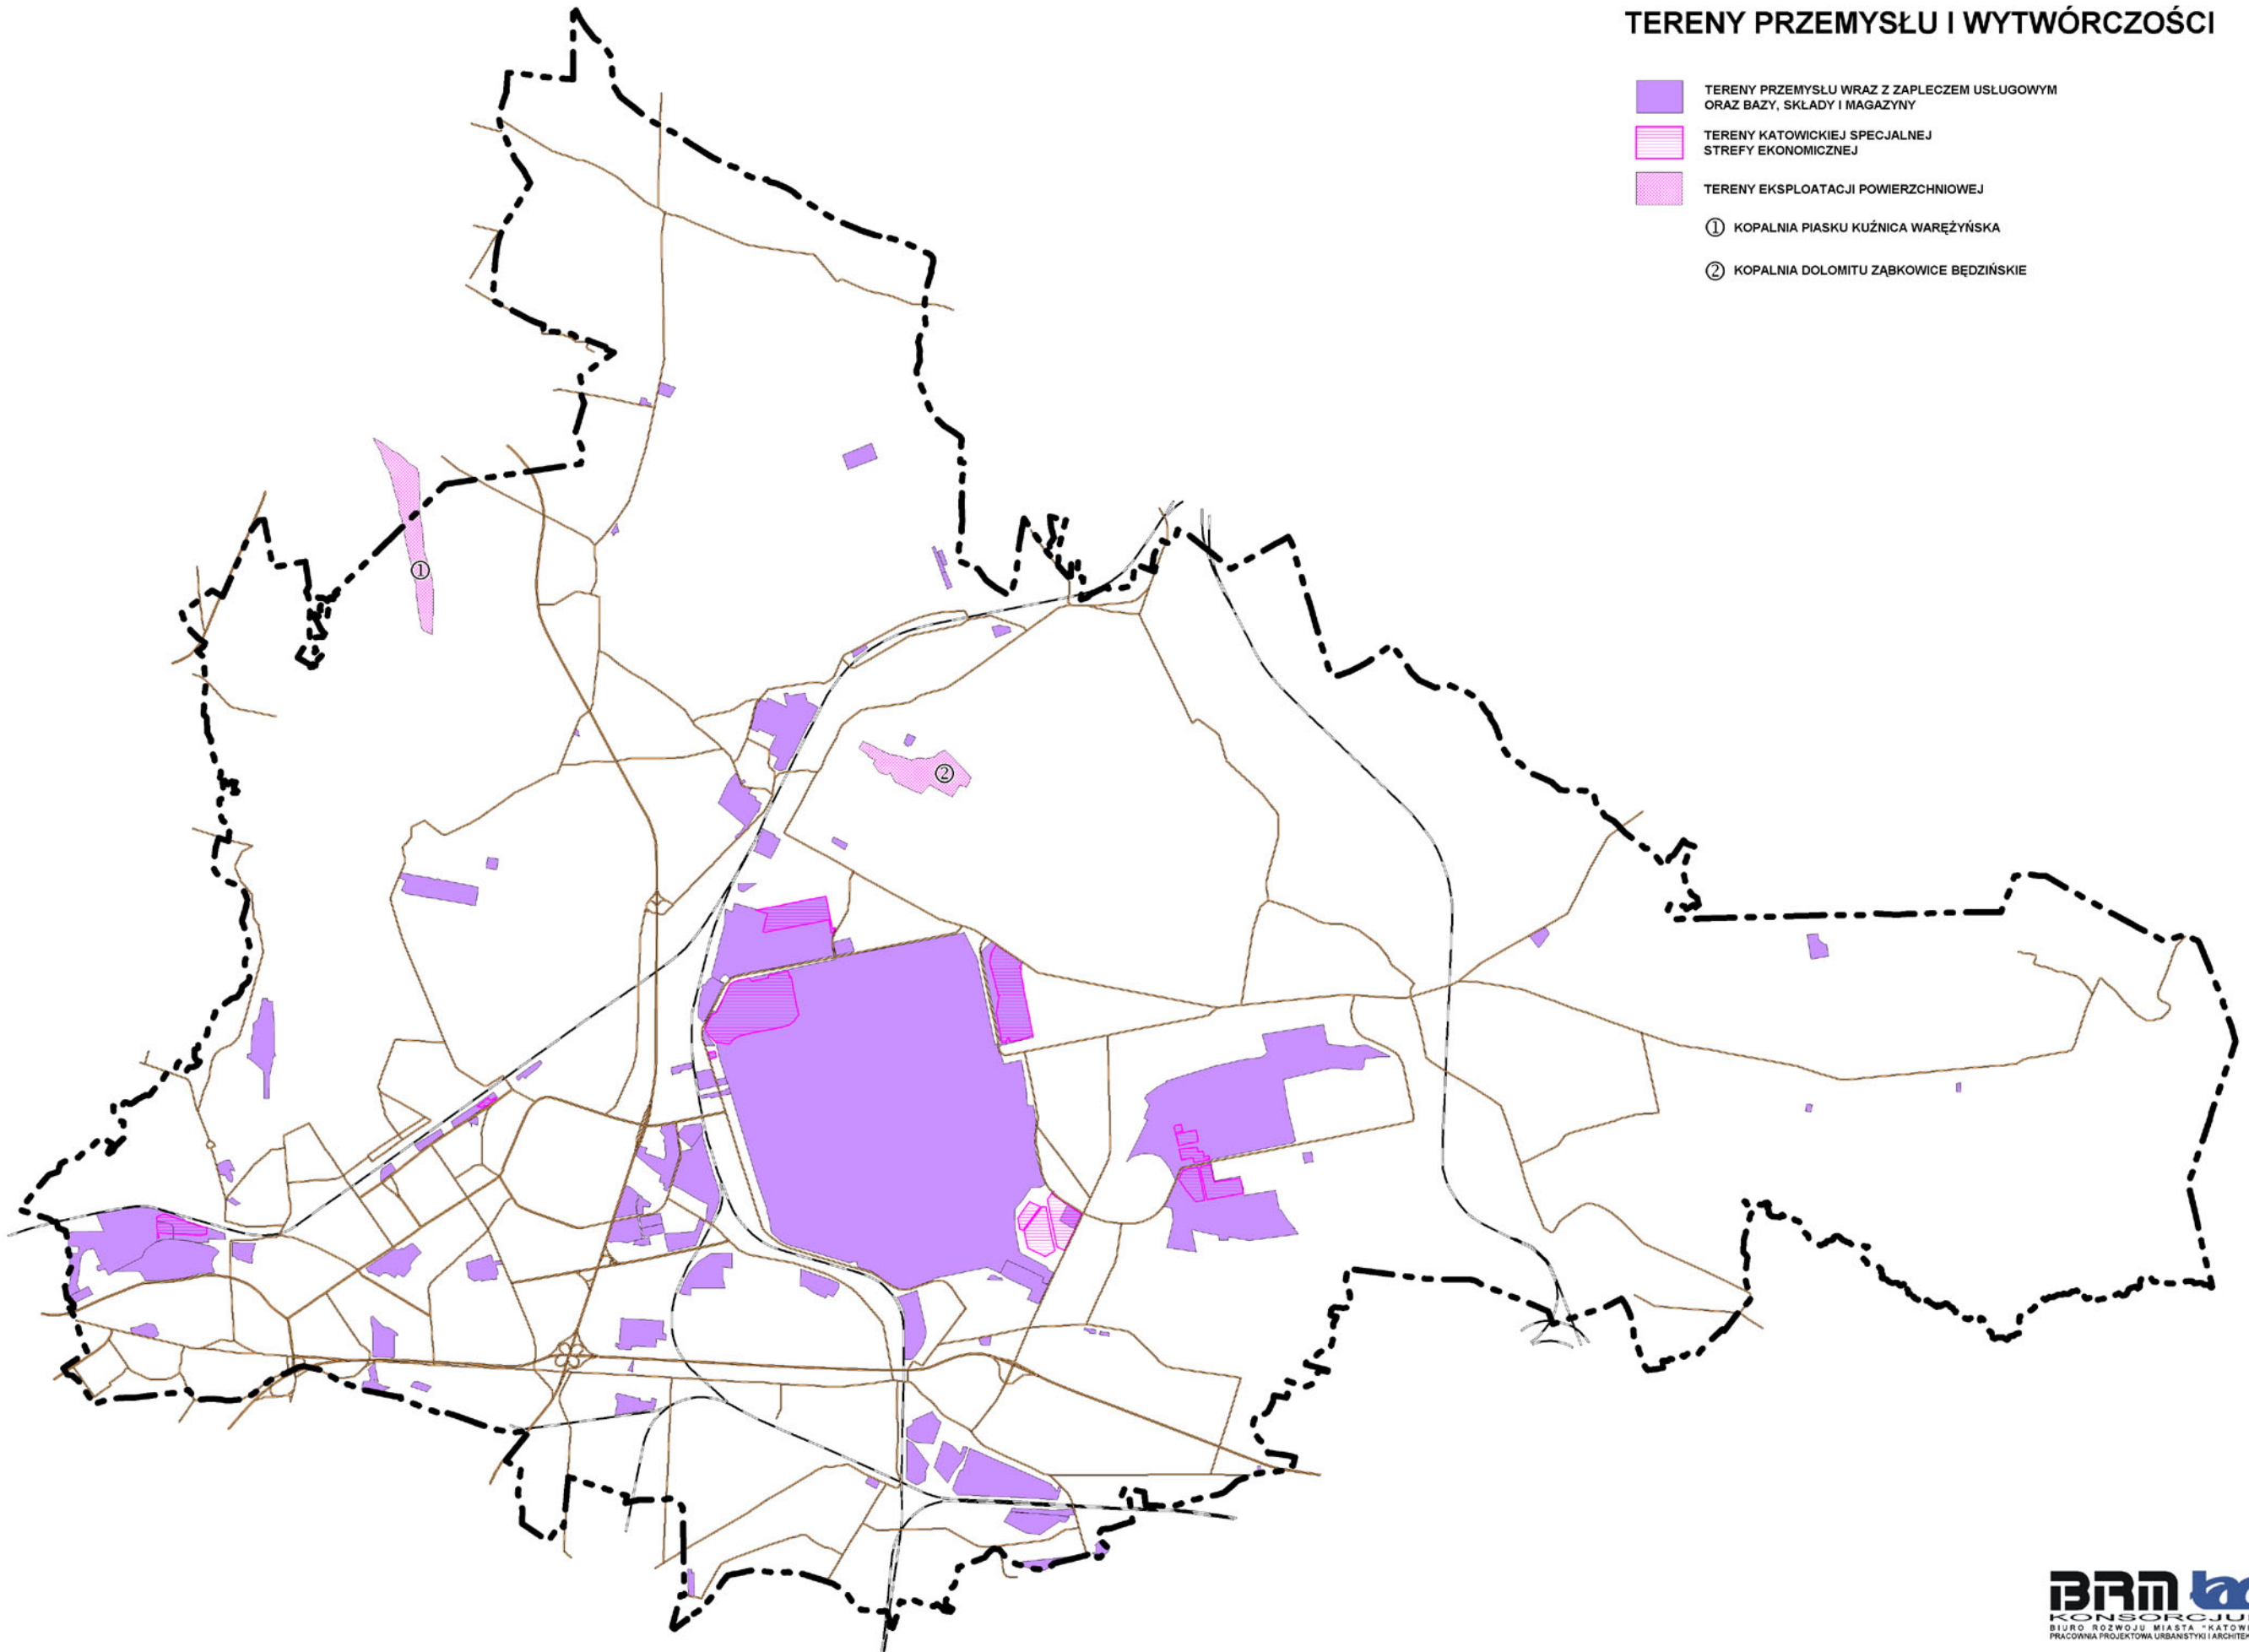 TERENY PRZEMYSŁU I WYTWÓRCZOŚCI
TERENY PRZEMYSŁU WRAZ Z ZAPLECZEM USŁUGOWYM
ORAZ BAZY, SKŁADY I MAGAZYNY
TERENY KATOWICKIEJ SPECJALNEJ
STREFY EKONOMICZNEJ
TERENY EKSPLOATACJI POWIERZCHNIOWEJ
① KOPALNIA PIASKU KUŹNICA WARĘŻYŃSKA
② KOPALNIA DOLOMITU ZĄBKOWICE BĘDZIŃSKIE
①
②
BRM
KONSORCJU
BIURO ROZWOJU MIASTA "KATOWI
PRACOWNIA PROJEKTOWA URBANISTYKI I ARCHITEK